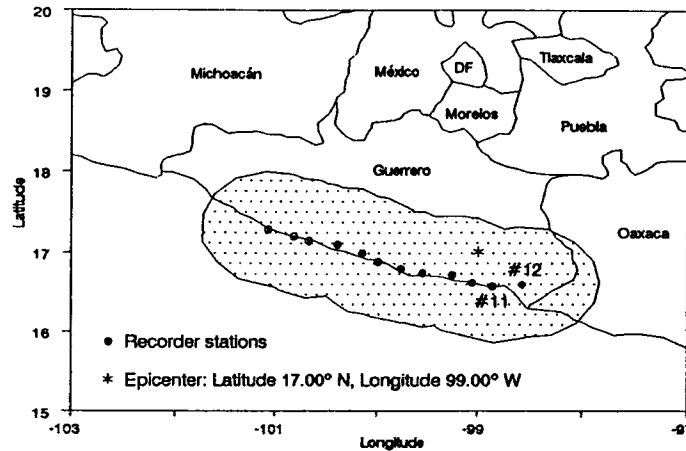 20
19
18
17
16
15
Latitude
Michoacán
México
DF
Tlaxcala
Morelos
Puebla
Guerrero
Oaxaca
#12
#11
Recorder stations
Epicenter: Latitude 17.00° N, Longitude 99.00° W
-103
-101
-99
Longitude